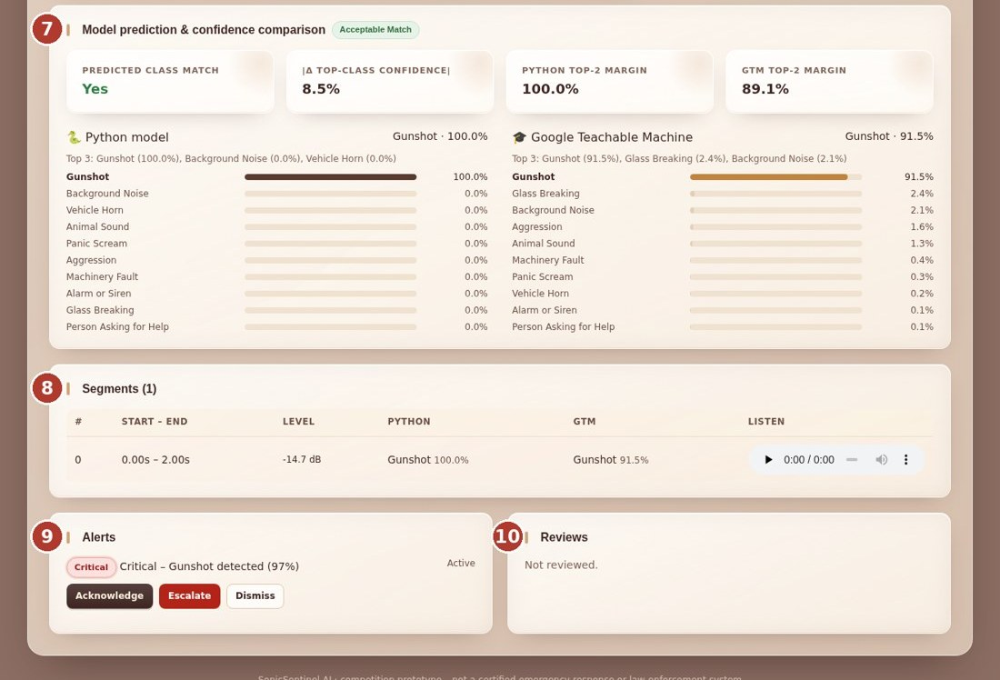 7 Model prediction & confidence comparison Acceptable Match
PREDICTED CLASS MATCH
Yes
|Δ TOP-CLASS CONFIDENCE|
8.5%
PYTHON TOP-2 MARGIN
100.0%
GTM TOP-2 MARGIN
89.1%
Python model Gunshot · 100.0%
Top 3: Gunshot (100.0%), Background Noise (0.0%), Vehicle Horn (0.0%)
Gunshot 100.0%
Background Noise 0.0%
Vehicle Horn 0.0%
Animal Sound 0.0%
Panic Scream 0.0%
Aggression 0.0%
Machinery Fault 0.0%
Alarm or Siren 0.0%
Glass Breaking 0.0%
Person Asking for Help 0.0%
Google Teachable Machine Gunshot · 91.5%
Top 3: Gunshot (91.5%), Glass Breaking (2.4%), Background Noise (2.1%)
Gunshot 91.5%
Glass Breaking 2.4%
Background Noise 2.1%
Aggression 1.6%
Animal Sound 1.3%
Machinery Fault 0.4%
Panic Scream 0.3%
Vehicle Horn 0.2%
Alarm or Siren 0.1%
Person Asking for Help 0.1%
8 Segments (1)
# START – END LEVEL PYTHON GTM LISTEN
0 0.00s – 2.00s -14.7 dB Gunshot 100.0% Gunshot 91.5% 0:00 / 0:00
9 Alerts
Critical Critical – Gunshot detected (97%) Active
Acknowledge Escalate Dismiss
10 Reviews
Not reviewed.
SonicSentinel AI · competition prototype – not a certified emergency response or law enforcement system